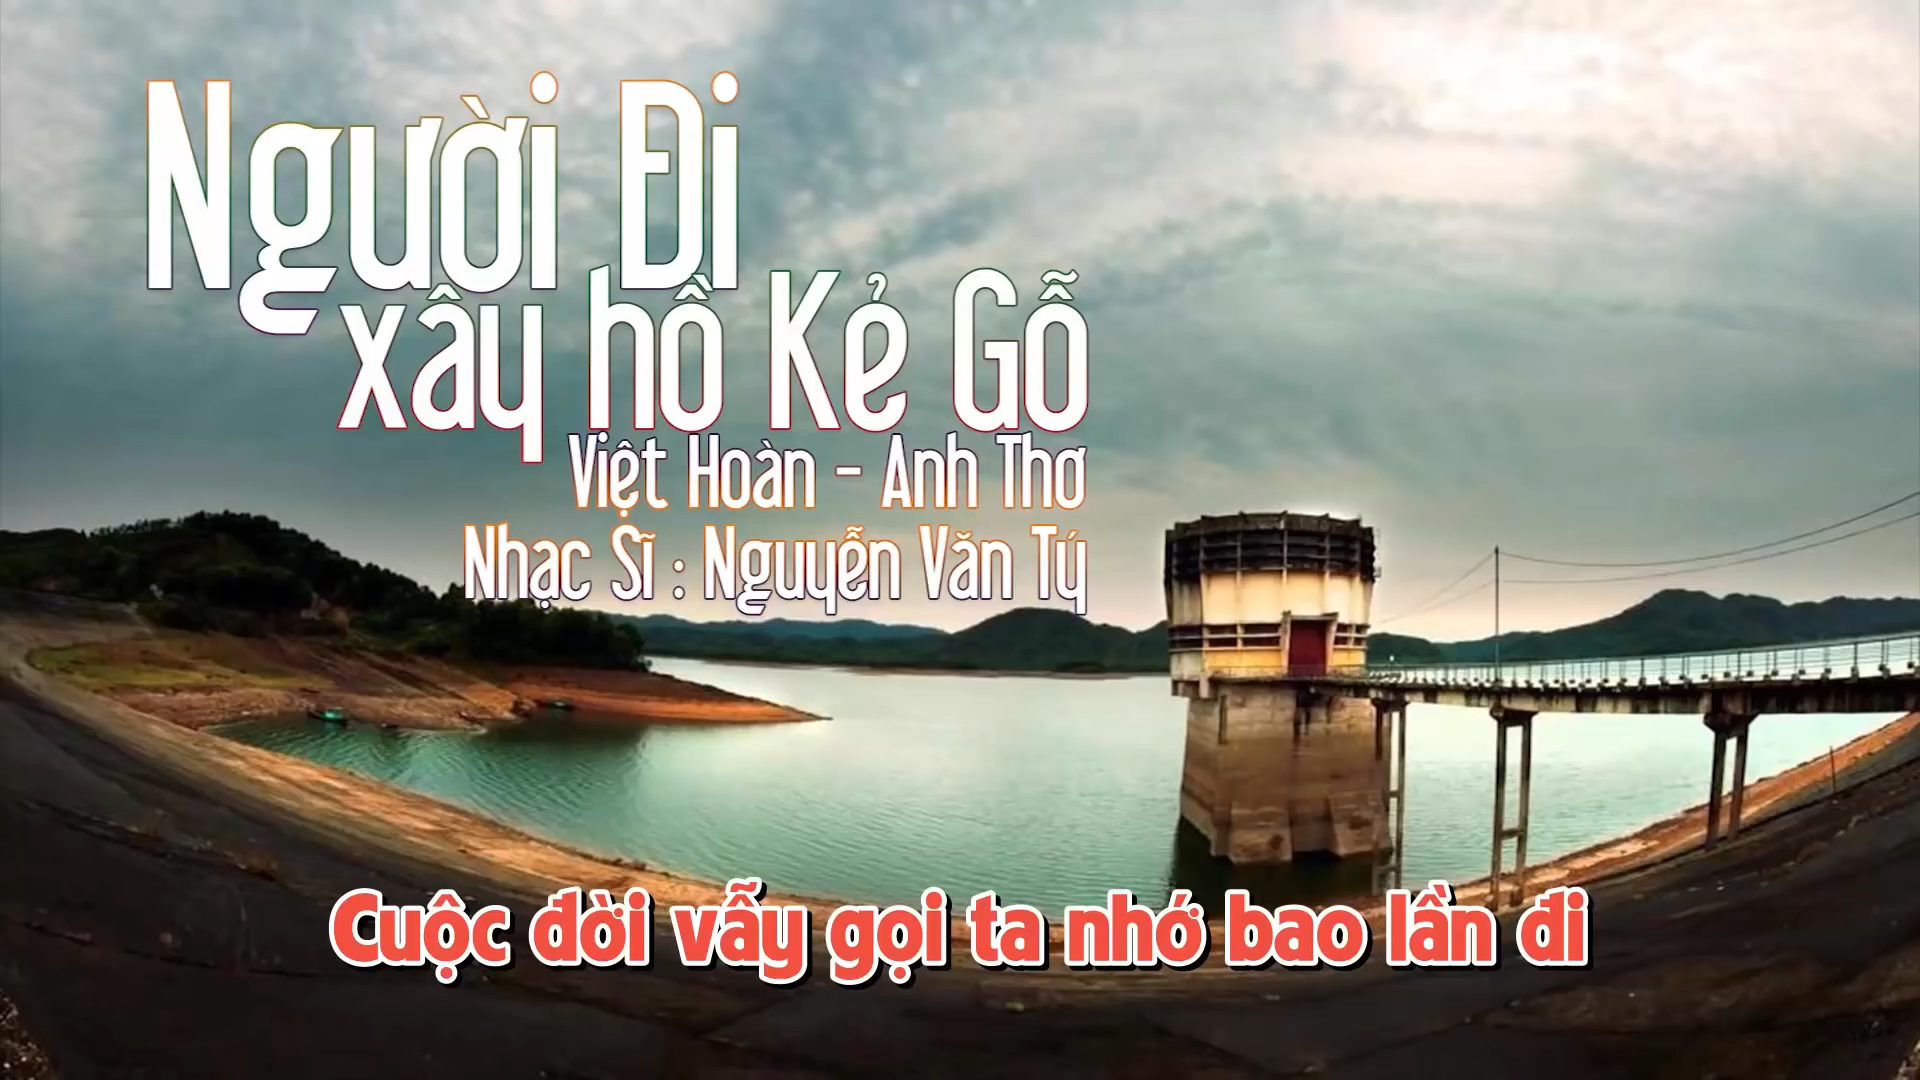 Người Đi
xây hồ Kẻ Gỗ
Việt Hoàn - Anh Thơ
Nhạc Sĩ : Nguyễn Văn Tý
Cuộc đời vẫy gọi ta nhớ bao lần đi